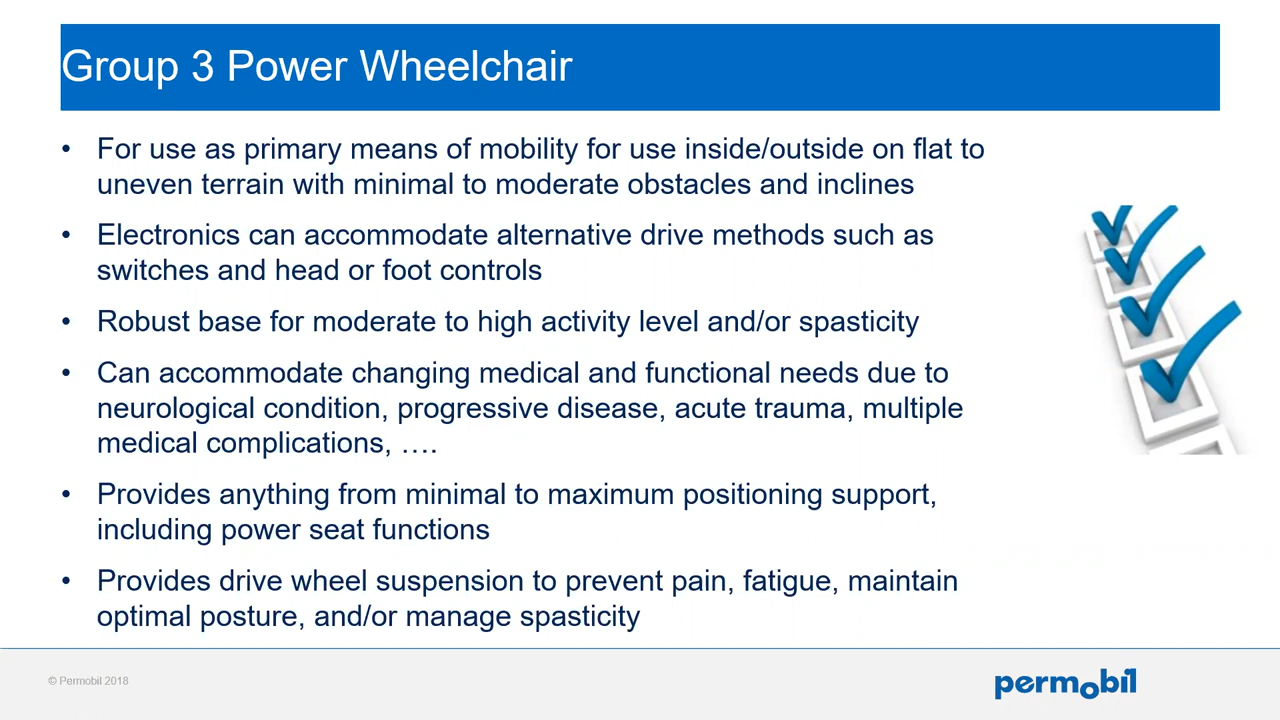 Group 3 Power Wheelchair
• For use as primary means of mobility for use inside/outside on flat to
uneven terrain with minimal to moderate obstacles and inclines
• Electronics can accommodate alternative drive methods such as
switches and head or foot controls
• Robust base for moderate to high activity level and/or spasticity
• Can accommodate changing medical and functional needs due to
neurological condition, progressive disease, acute trauma, multiple
medical complications, ….
• Provides anything from minimal to maximum positioning support,
including power seat functions
• Provides drive wheel suspension to prevent pain, fatigue, maintain
optimal posture, and/or manage spasticity
© Permobil 2018
permobil